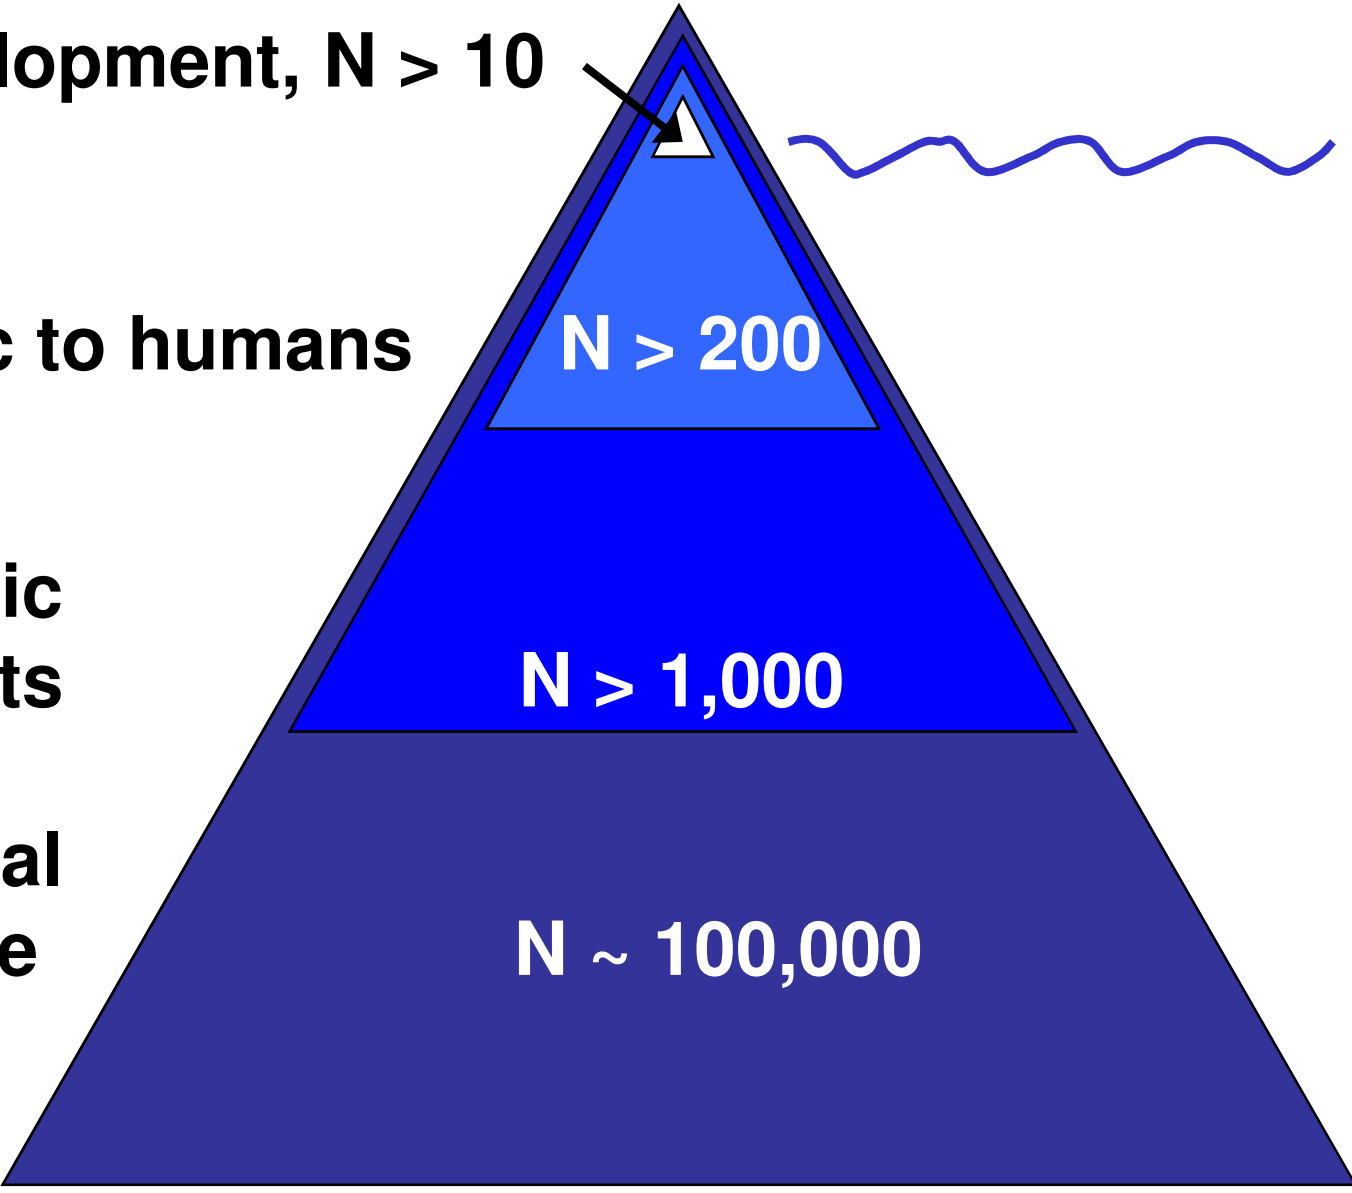 lopment, N > 10
c to humans
N > 200
ic
ts
N > 1,000
al
e
N ~ 100,000